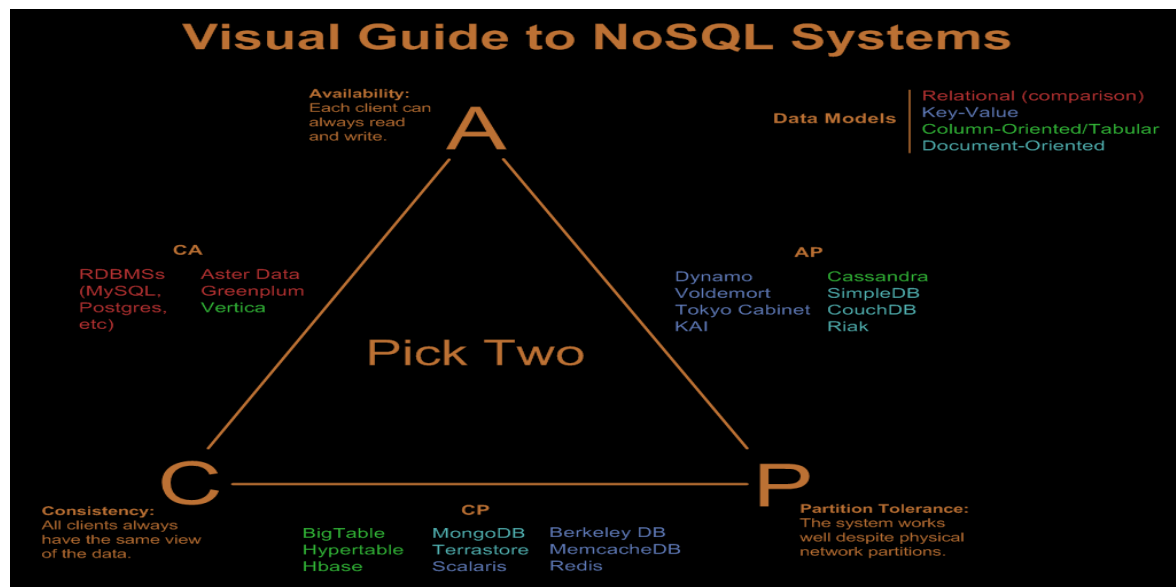 Visual Guide to NoSQL Systems
Availability:
Each client can
always read
and write.
A
Data Models
Relational (comparison)
Key-Value
Column-Oriented/Tabular
Document-Oriented
CA
RDBMSs
(MySQL,
Postgres,
etc)
Aster Data
Greenplum
Vertica
AP
Dynamo
Voldemort
Tokyo Cabinet
KAI
Cassandra
SimpleDB
CouchDB
Riak
Pick Two
C
P
Consistency:
All clients always
have the same view
of the data.
CP
BigTable
Hypertable
Hbase
MongoDB
Terrastore
Scalaris
Berkeley DB
MemcacheDB
Redis
Partition Tolerance:
The system works
well despite physical
network partitions.